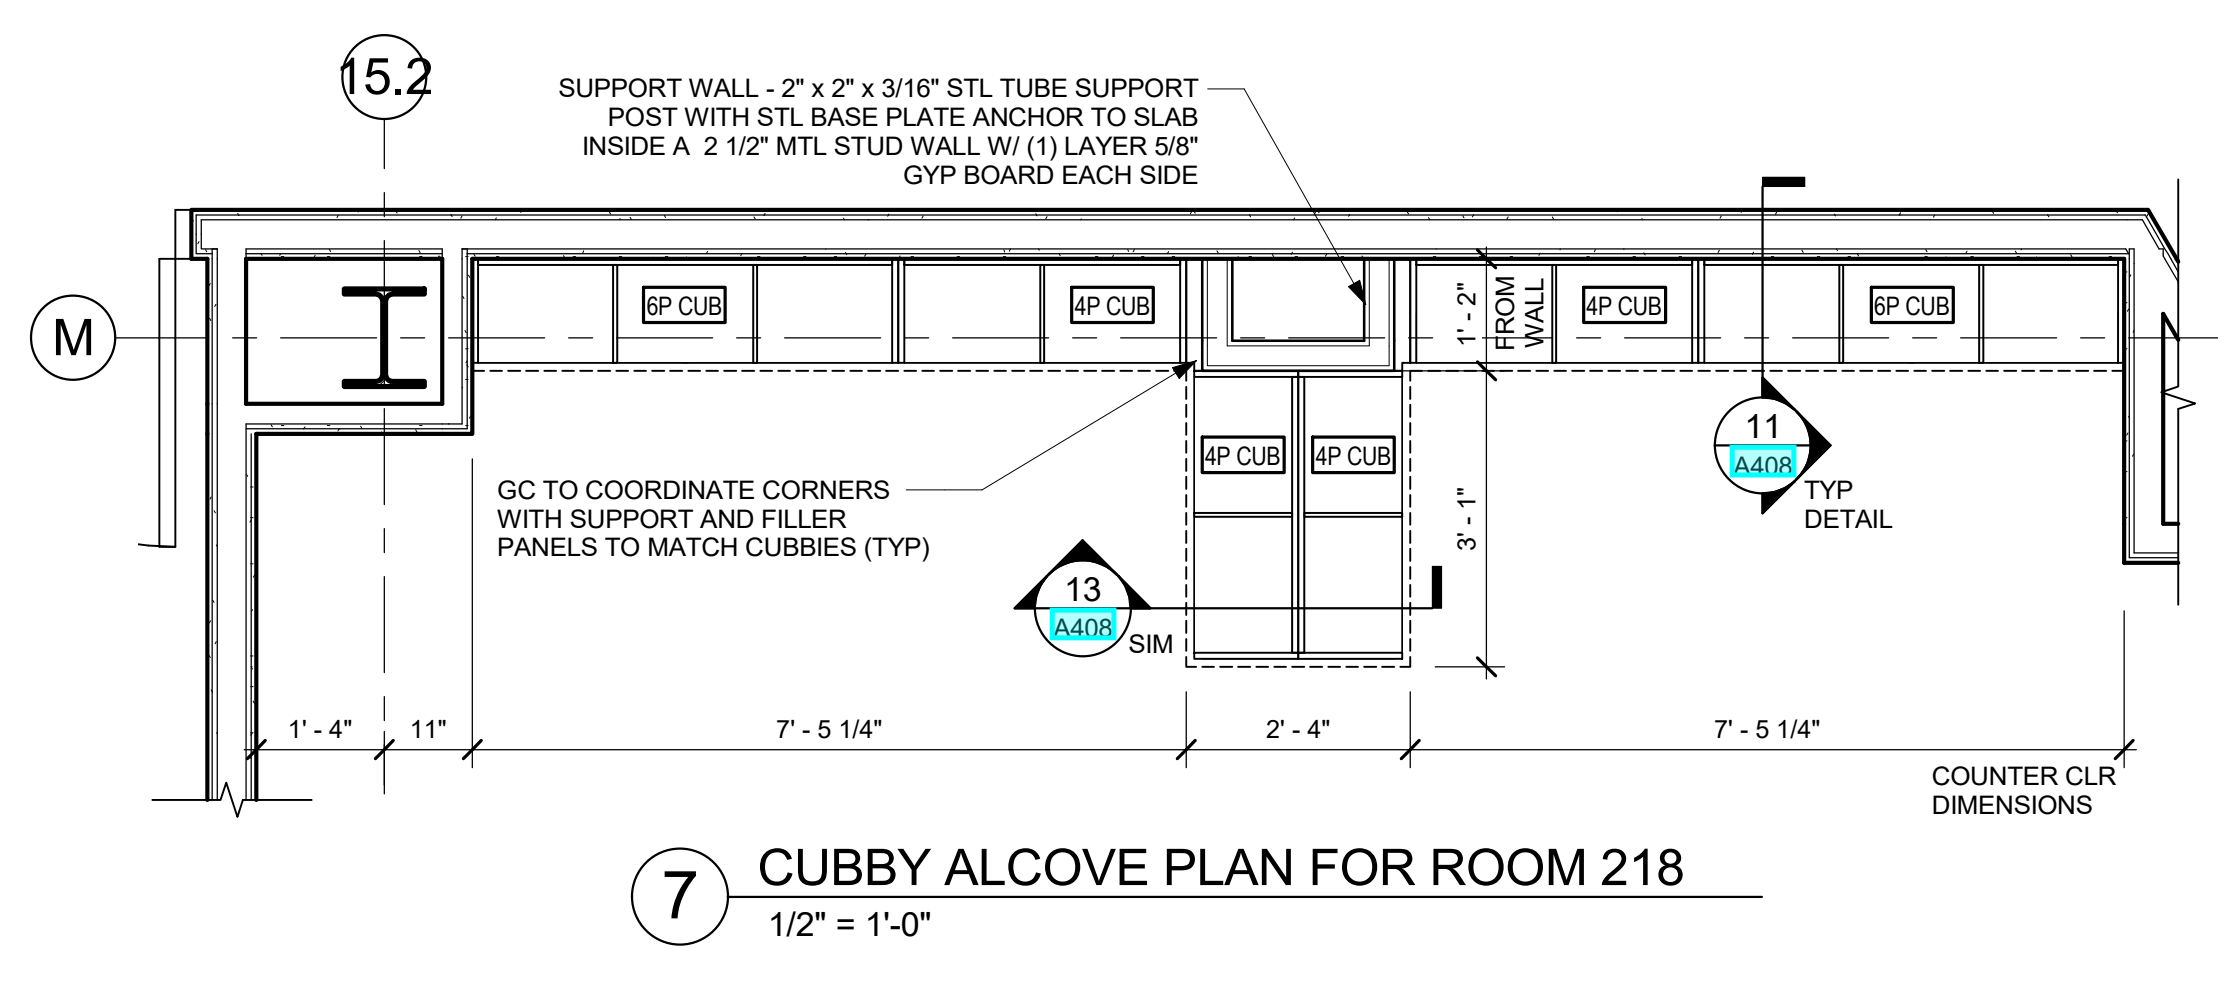 15.2
SUPPORT WALL - 2" x 2" x 3/16" STL TUBE SUPPORT
POST WITH STL BASE PLATE ANCHOR TO SLAB
INSIDE A  2 1/2" MTL STUD WALL W/ (1) LAYER 5/8"
GYP BOARD EACH SIDE
M
6P CUB
4P CUB
1' - 2"
FROM
WALL
4P CUB
6P CUB
4P CUB
4P CUB
11
A408
TYP
DETAIL
GC TO COORDINATE CORNERS
WITH SUPPORT AND FILLER
PANELS TO MATCH CUBBIES (TYP)
3' - 1"
13
A408
SIM
1' - 4"
11"
7' - 5 1/4"
2' - 4"
7' - 5 1/4"
COUNTER CLR
DIMENSIONS
7
CUBBY ALCOVE PLAN FOR ROOM 218
1/2" = 1'-0"